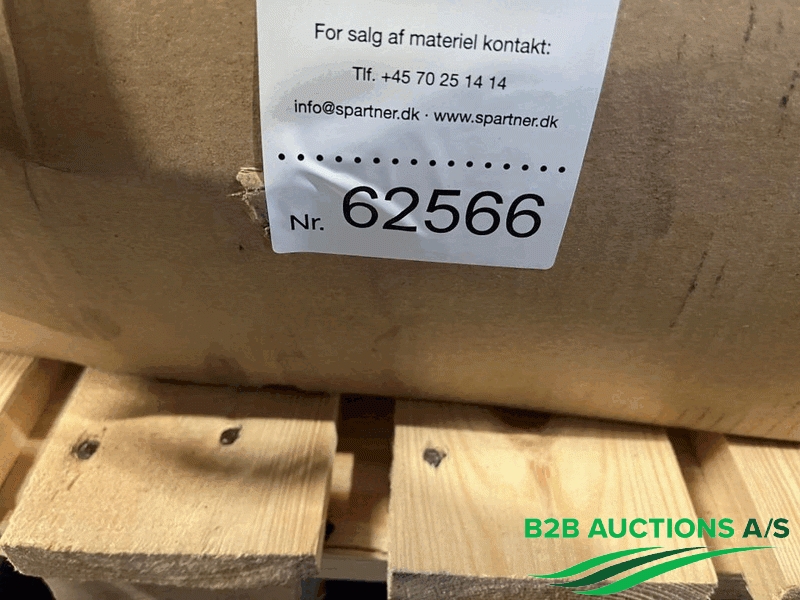 For salg af materiel kontakt:
Tlf. +45 70 25 14 14
info@spartner.dk · www.spartner.dk
Nr. 62566
B2B AUCTIONS A/S